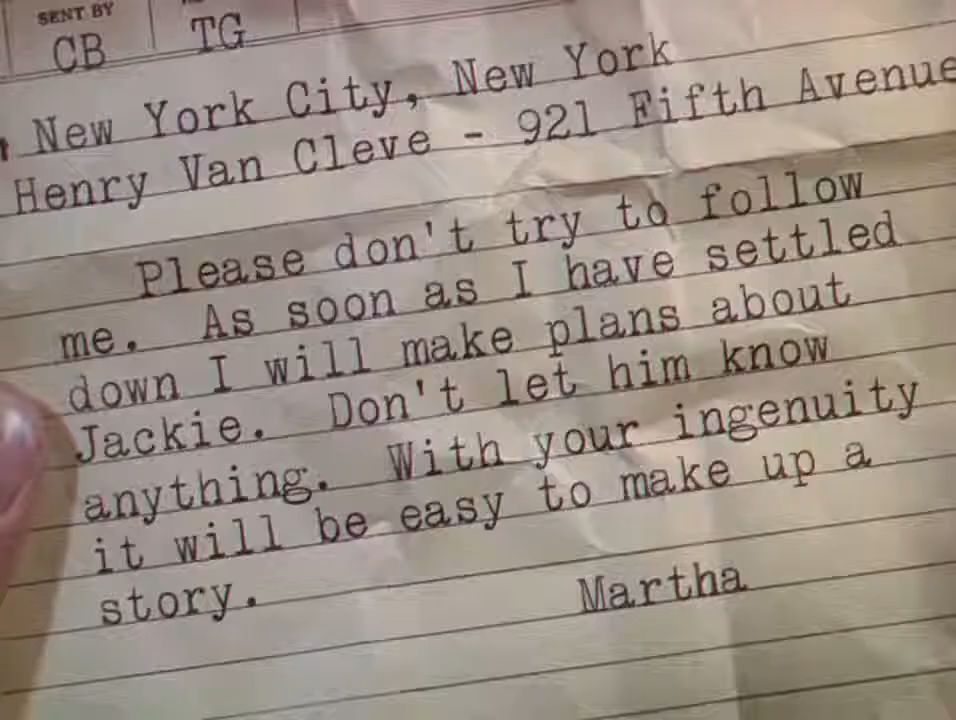 SENT BY
CB TG
New York City, New York
Henry Van Cleve - 921 Fifth Avenue
Please don't try to follow
me. As soon as I have settled
down I will make plans about
Jackie. Don't let him know
anything. With your ingenuity
it will be easy to make up a
story.
Martha